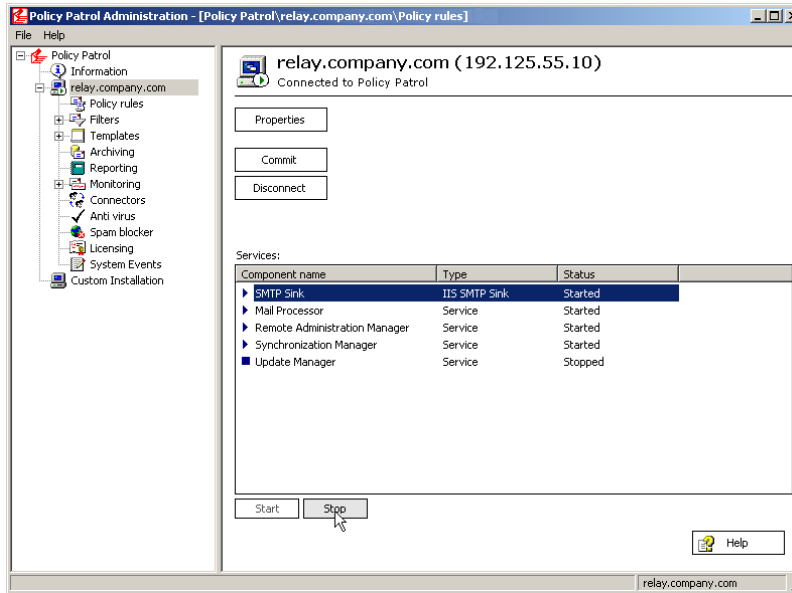 Policy Patrol Administration - [Policy Patrol\relay.company.com\Policy rules]
File Help
Policy Patrol
Information
relay.company.com
Policy rules
Filters
Templates
Archiving
Reporting
Monitoring
Connectors
Anti virus
Spam blocker
Licensing
System Events
Custom Installation
relay.company.com (192.125.55.10)
Connected to Policy Patrol
Properties
Commit
Disconnect
Services:
Component name Type Status
SMTP Sink IIS SMTP Sink Started
Mail Processor Service Started
Remote Administration Manager Service Started
Synchronization Manager Service Started
Update Manager Service Stopped
Start Stop
Help
relay.company.com